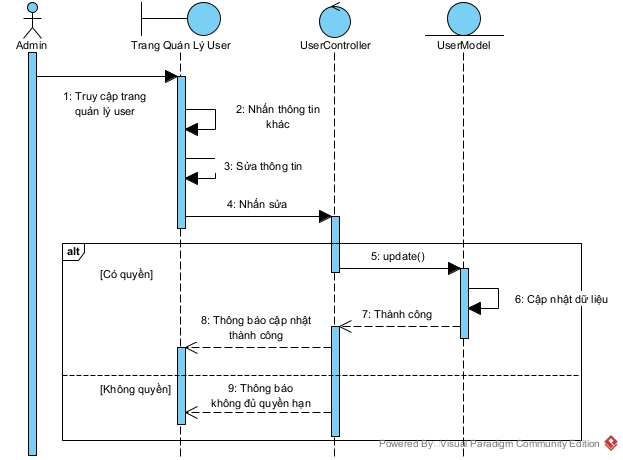 Admin
Trang Quản Lý User
UserController
UserModel
1: Truy cập trang
quản lý user
2: Nhấn thông tin
khác
3: Sửa thông tin
4: Nhấn sửa
alt
[Có quyền]
5: update()
6: Cập nhật dữ liệu
7: Thành công
8: Thông báo cập nhật
thành công
[Không quyền]
9: Thông báo
không đủ quyền hạn
Powered By Visual Paradigm Community Edition